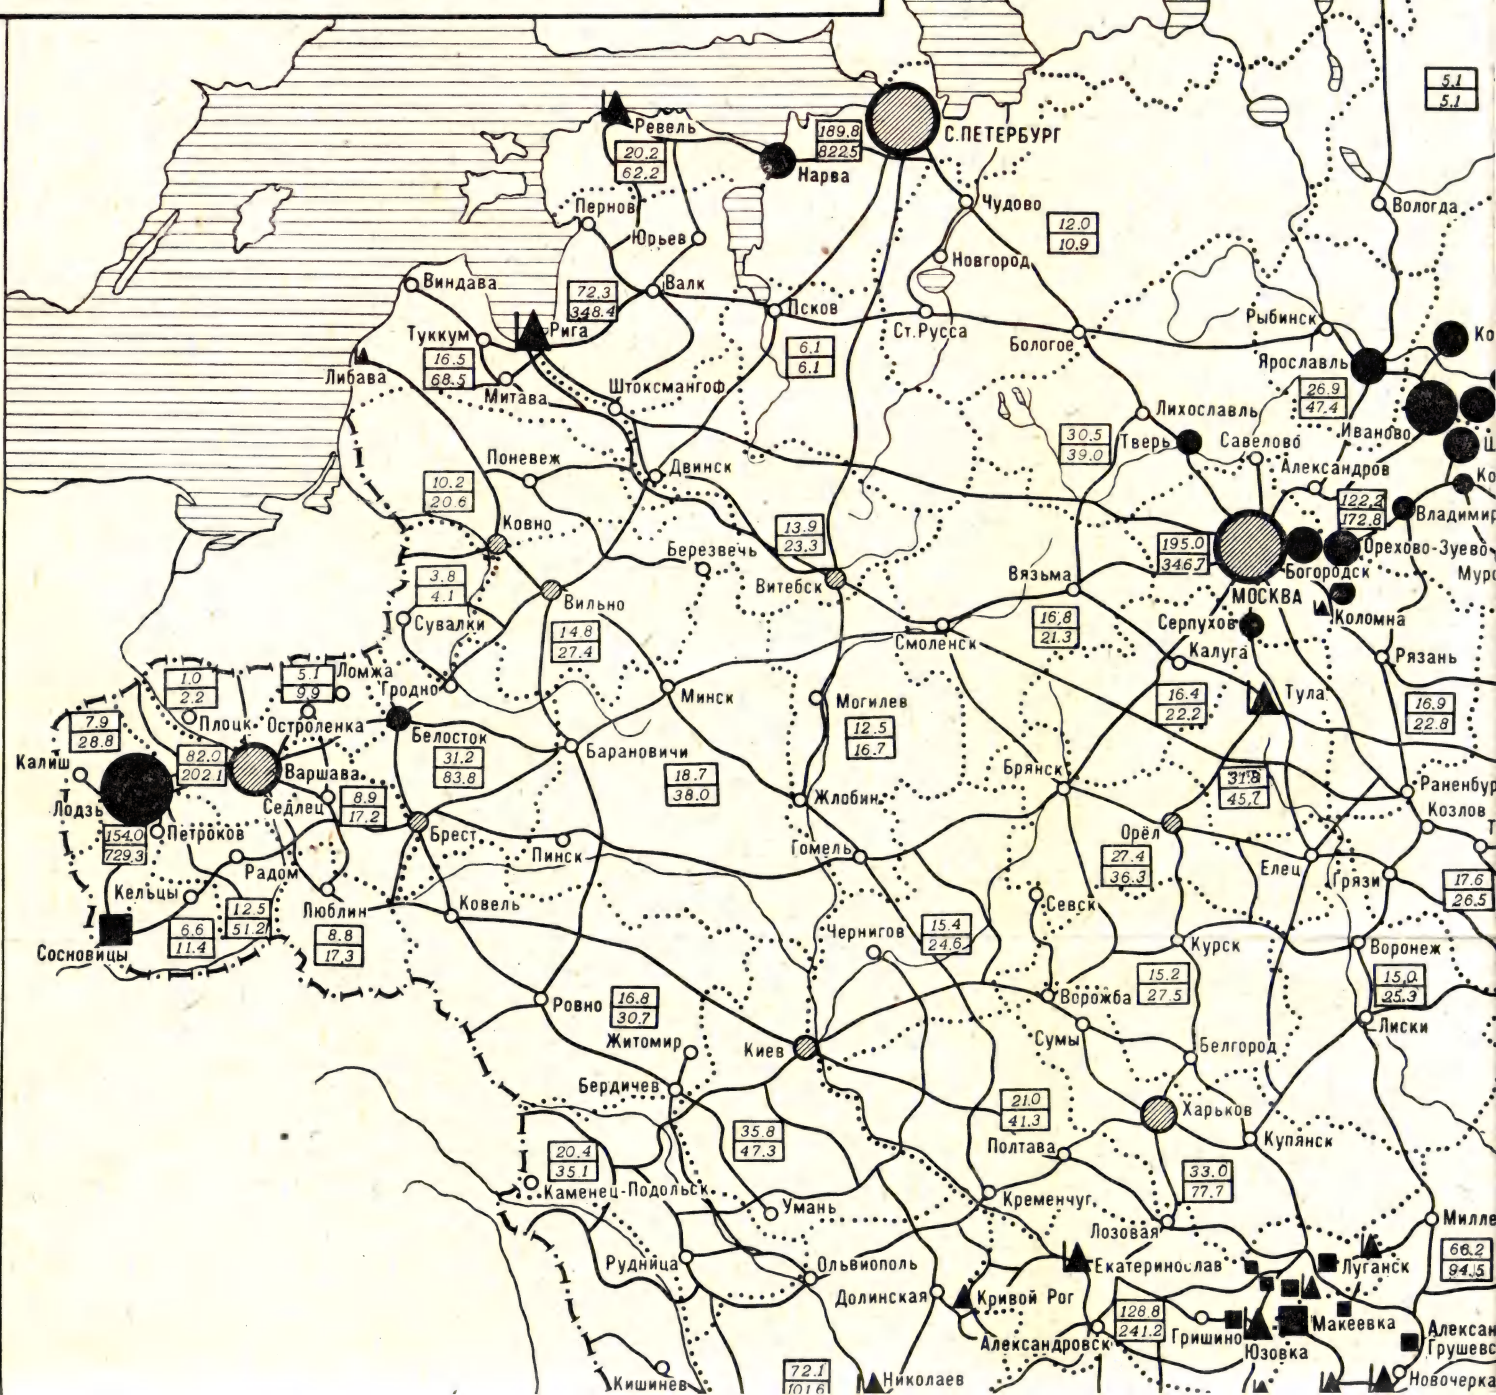 5.1
5.1
С.ПЕТЕРБУРГ
Ревель
189.8
822.5
20.2
62.2
Нарва
Чудово
Вологда
Пернов
Юрьев
12.0
10.9
Новгород
Виндава
Валк
72.3
348.4
Псков
Ст.Русса
Рыбинск
Туккум
Рига
Бологое
Ко
16.5
68.5
6.1
6.1
Ярославль
Либава
Митава
Штоксмангоф
26.9
47.4
Лихославль
30.5
39.0
Тверь
Савелово
Иваново
Ш
Поневеж
Двинск
Александров
Ко
10.2
20.6
122.2
172.8
Владимир
Ковно
13.9
23.3
195.0
346.7
Орехово-Зуево
Березвечь
Витебск
Вязьма
Богородск
Муро
3.8
4.1
Вильно
МОСКВА
Коломна
Сувалки
14.8
27.4
16.8
21.3
Серпухов
Смоленск
Калуга
Рязань
1.0
2.2
5.1
9.9
Ломжа
Гродно
Минск
Могилев
16.4
22.2
Тула
16.9
22.8
7.9
28.8
Плоцк
Остроленка
Белосток
12.5
16.7
82.0
202.1
31.2
83.8
Барановичи
Калиш
Варшава
18.7
38.0
Брянск
31.8
45.7
Раненбур
Лодзь
Седлец
8.9
17.2
Жлобин
Козлов
154.0
729.3
Петроков
Брест
Пинск
Гомель
Орёл
Т
27.4
36.3
Елец
Грязи
Радом
17.6
26.5
Кельцы
Люблин
Ковель
Севск
12.5
51.2
6.6
11.4
8.8
17.3
Чернигов
15.4
24.6
Курск
Воронеж
Сосновицы
15.2
27.5
15.0
25.3
Ровно
16.8
30.7
Ворожба
Лиски
Житомир
Киев
Сумы
Белгород
Бердичев
21.0
41.3
Харьков
35.8
47.3
Полтава
Купянск
20.4
35.1
33.0
77.7
Каменец-Подольск
Умань
Кременчуг
Лозовая
Милле
Рудница
Ольвиополь
Екатеринослав
Луганск
66.2
94.5
Долинская
Кривой Рог
128.8
241.2
Гришино
Макеевка
Александровск
Юзовка
Алексан
Грушевс
Кишинев
72.1
101.6
Николаев
Новочерка